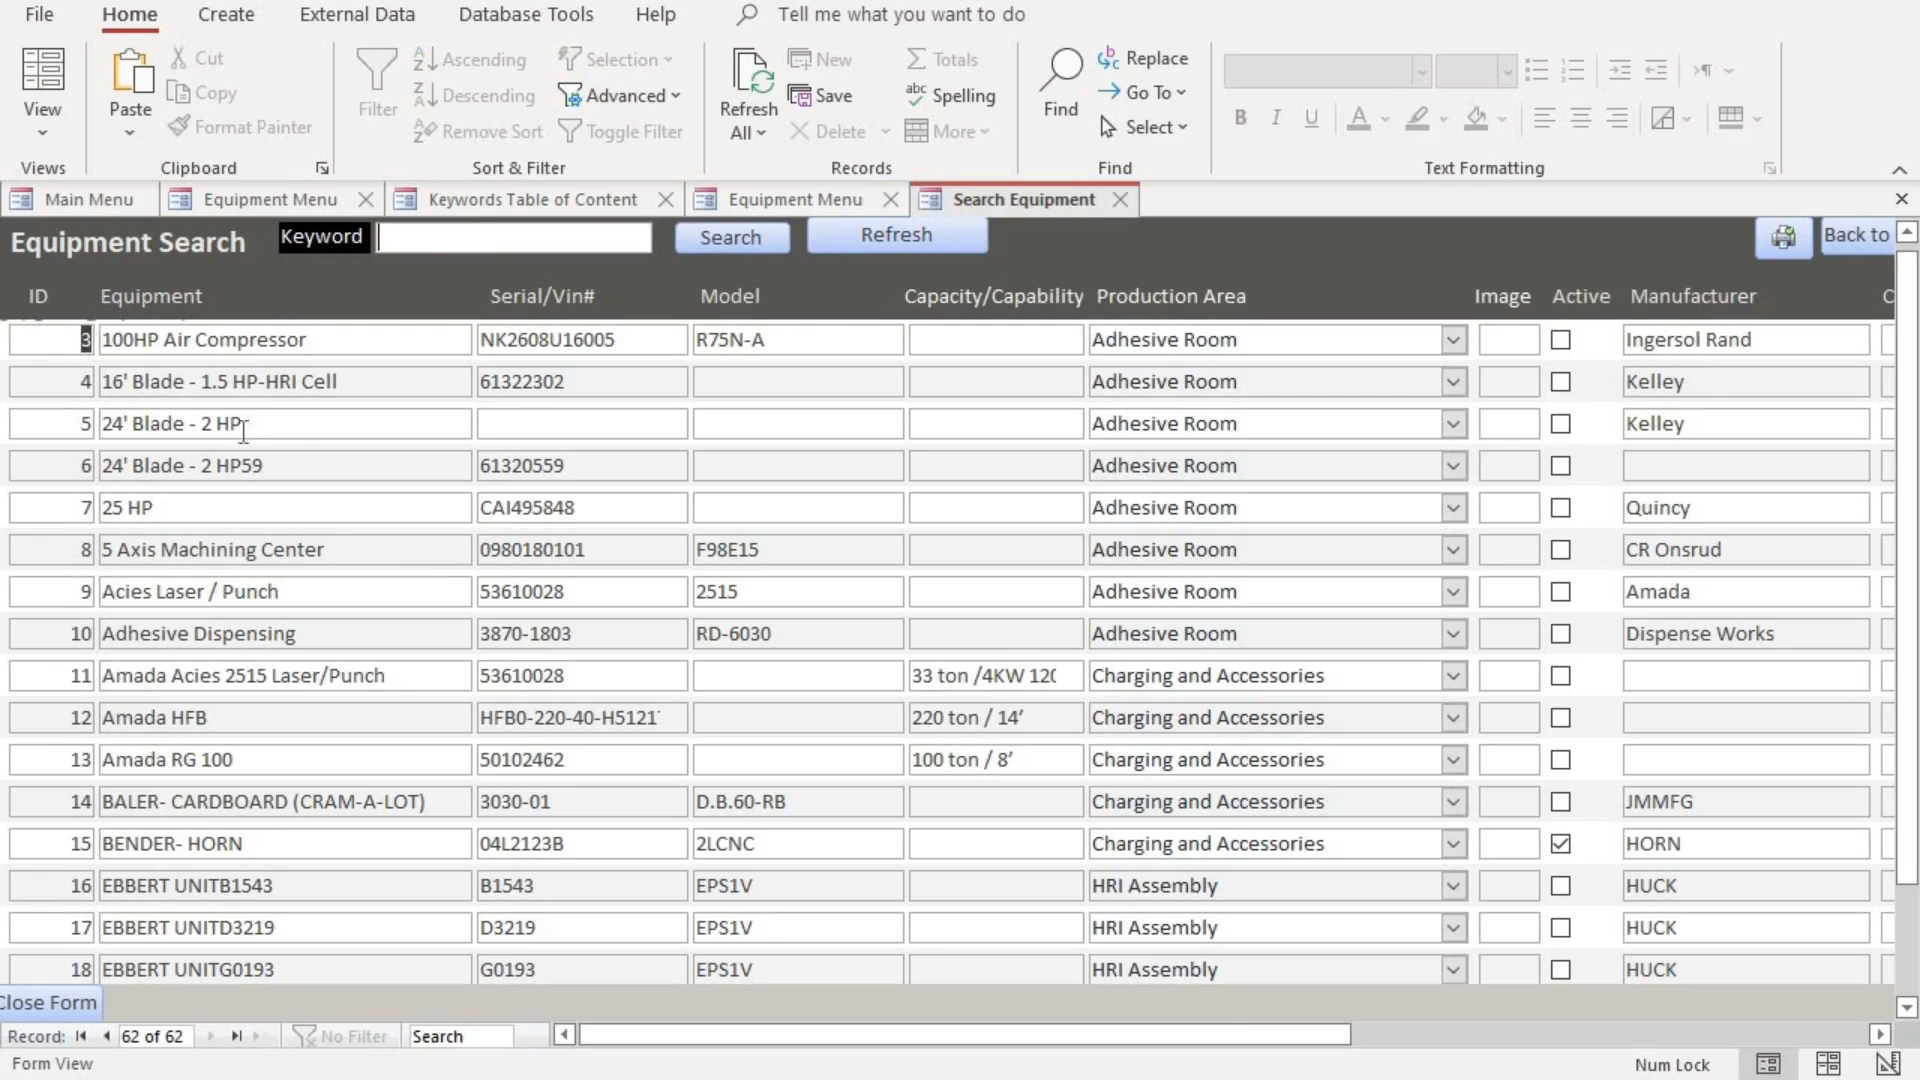 File Home Create External Data Database Tools Help Tell me what you want to do
View
Views
Paste
Cut
Copy
Format Painter
Clipboard
Filter
Ascending
Descending
Remove Sort
Selection
Advanced
Toggle Filter
Sort & Filter
Refresh All
New
Save
Delete
Totals
Spelling
More
Records
Find
Replace
Go To
Select
Find
B I U A
Text Formatting
Main Menu Equipment Menu Keywords Table of Content Equipment Menu Search Equipment
Equipment Search Keyword Search Refresh Back to
ID Equipment Serial/Vin# Model Capacity/Capability Production Area Image Active Manufacturer C
3 100HP Air Compressor NK2608U16005 R75N-A Adhesive Room Ingersol Rand
4 16' Blade - 1.5 HP-HRI Cell 61322302 Adhesive Room Kelley
5 24' Blade - 2 HP Adhesive Room Kelley
6 24' Blade - 2 HP59 61320559 Adhesive Room
7 25 HP CAI495848 Adhesive Room Quincy
8 5 Axis Machining Center 0980180101 F98E15 Adhesive Room CR Onsrud
9 Acies Laser / Punch 53610028 2515 Adhesive Room Amada
10 Adhesive Dispensing 3870-1803 RD-6030 Adhesive Room Dispense Works
11 Amada Acies 2515 Laser/Punch 53610028 33 ton /4KW 120 Charging and Accessories
12 Amada HFB HFB0-220-40-H5121 220 ton / 14’ Charging and Accessories
13 Amada RG 100 50102462 100 ton / 8’ Charging and Accessories
14 BALER- CARDBOARD (CRAM-A-LOT) 3030-01 D.B.60-RB Charging and Accessories JMMFG
15 BENDER- HORN 04L2123B 2LCNC Charging and Accessories HORN
16 EBBERT UNITB1543 B1543 EPS1V HRI Assembly HUCK
17 EBBERT UNITD3219 D3219 EPS1V HRI Assembly HUCK
18 EBBERT UNITG0193 G0193 EPS1V HRI Assembly HUCK
Close Form
Record: 62 of 62 No Filter Search
Form View Num Lock